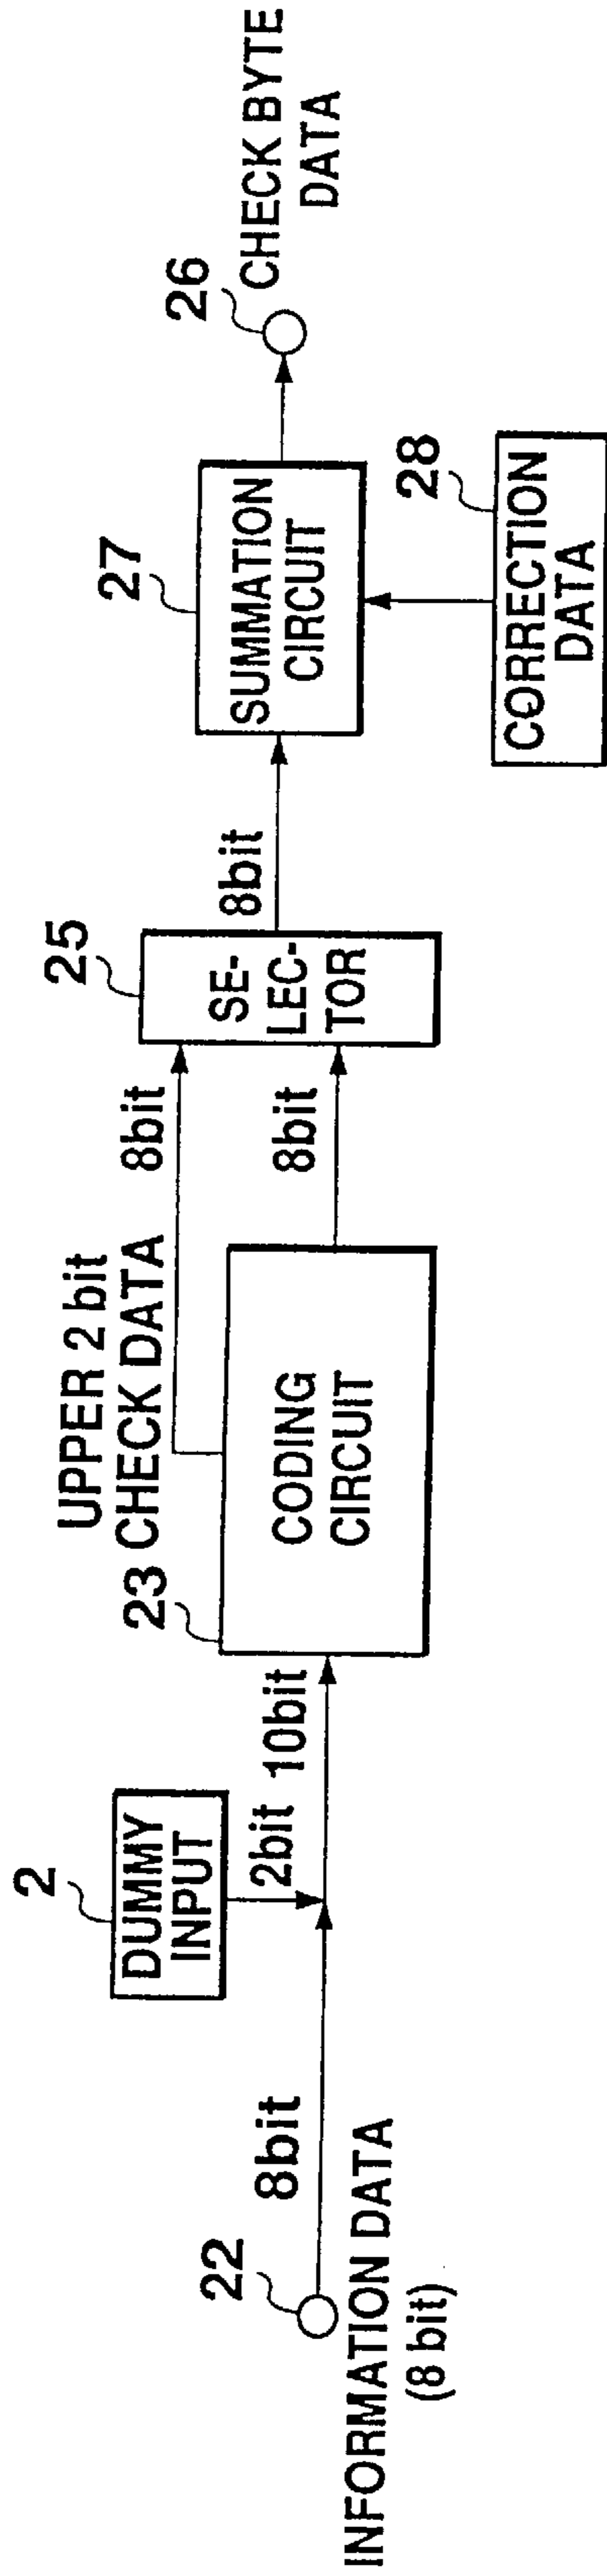 22
INFORMATION DATA
(8 bit)
8bit
2
DUMMY
INPUT
2bit
10bit
23
CODING
CIRCUIT
UPPER 2 bit
CHECK DATA
8bit
8bit
25
SE-
LEC-
TOR
8bit
27
SUMMATION
CIRCUIT
28
CORRECTION
DATA
26
CHECK BYTE
DATA